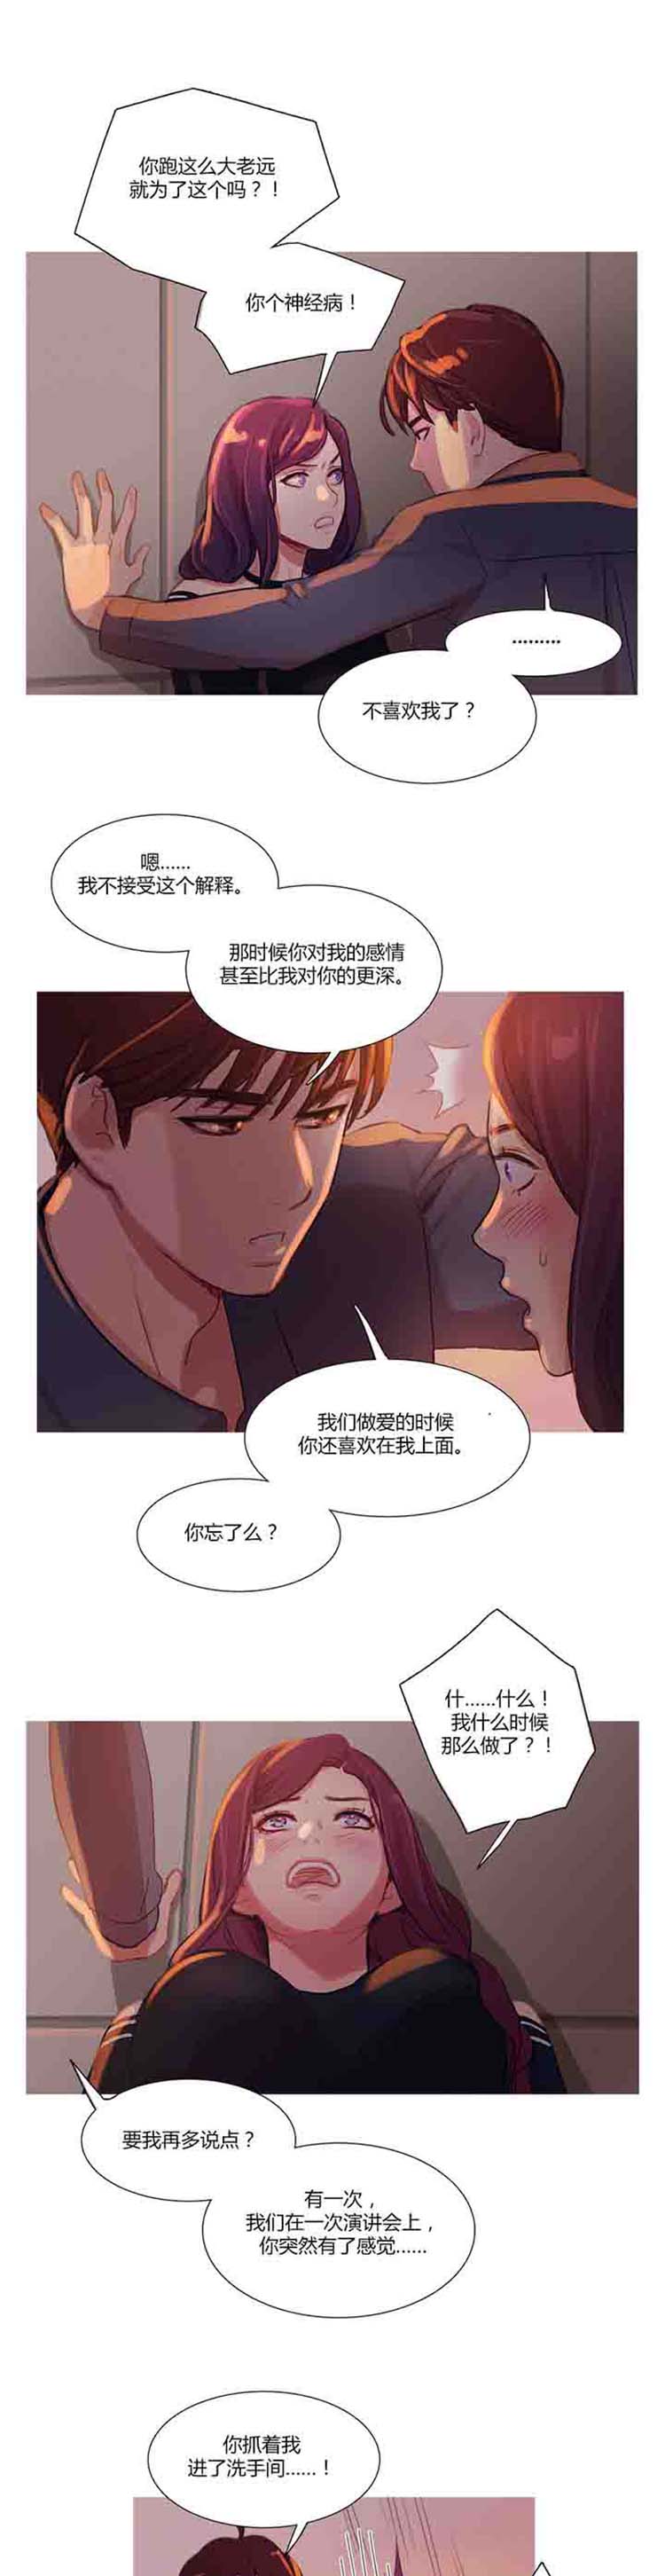 你跑这么大老远
就为了这个吗？！
你个神经病！
………
不喜欢我了？
嗯……
我不接受这个解释。
那时候你对我的感情
甚至比我对你的更深。
我们做爱的时候
你还喜欢在我上面。
你忘了么？
什……什么！
我什么时候
那么做了？！
要我再多说点？
有一次，
我们在一次演讲会上，
你突然有了感觉……
你抓着我
进了洗手间……！